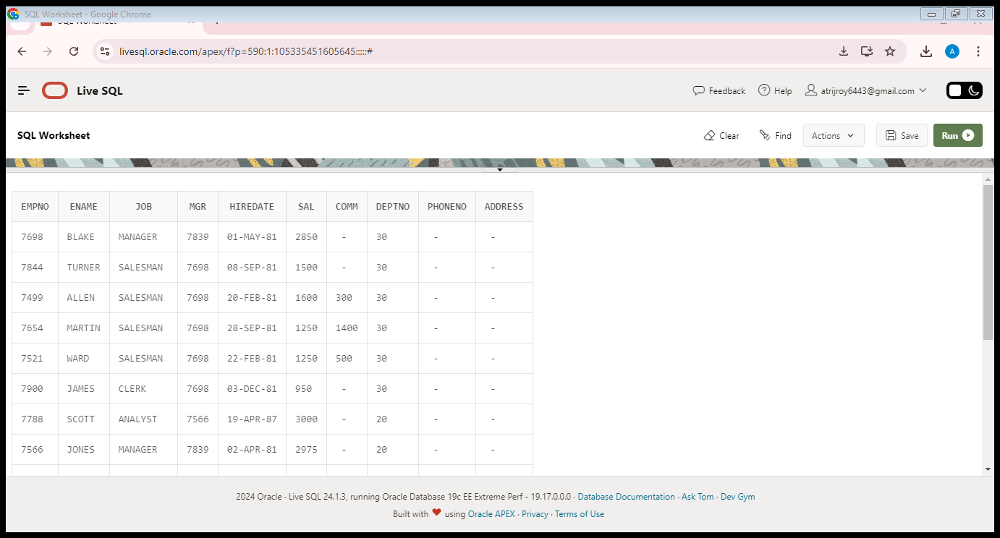 SQL Worksheet - Google Chrome
SQL Worksheet
livesql.oracle.com/apex/f?p=590:1:105335451605645:::::#
A
Live SQL
Feedback
Help
atrijroy6443@gmail.com
SQL Worksheet
Clear
Find
Actions
Save
Run
EMPNO ENAME JOB MGR HIREDATE SAL COMM DEPTNO PHONENO ADDRESS
7698 BLAKE MANAGER 7839 01-MAY-81 2850 - 30 - -
7844 TURNER SALESMAN 7698 08-SEP-81 1500 - 30 - -
7499 ALLEN SALESMAN 7698 20-FEB-81 1600 300 30 - -
7654 MARTIN SALESMAN 7698 28-SEP-81 1250 1400 30 - -
7521 WARD SALESMAN 7698 22-FEB-81 1250 500 30 - -
7900 JAMES CLERK 7698 03-DEC-81 950 - 30 - -
7788 SCOTT ANALYST 7566 19-APR-87 3000 - 20 - -
7566 JONES MANAGER 7839 02-APR-81 2975 - 20 - -
2024 Oracle · Live SQL 24.1.3, running Oracle Database 19c EE Extreme Perf - 19.17.0.0.0 · Database Documentation · Ask Tom · Dev Gym
Built with ❤ using Oracle APEX · Privacy · Terms of Use